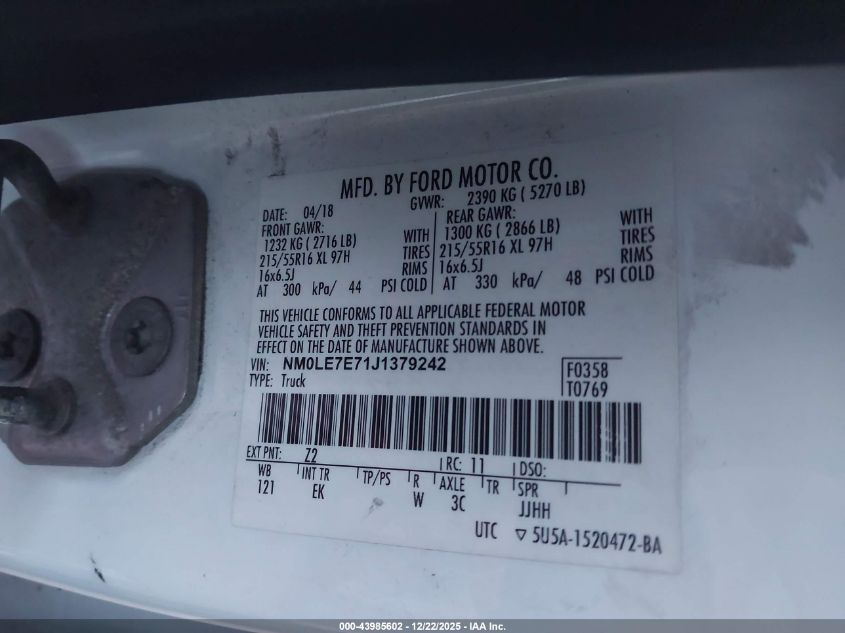 MFD. BY FORD MOTOR CO.
DATE: 04/18 GVWR: 2390 KG ( 5270 LB)
FRONT GAWR: REAR GAWR:
1232 KG ( 2716 LB) WITH 1300 KG ( 2866 LB) WITH
215/55R16 XL 97H TIRES 215/55R16 XL 97H TIRES
16x6.5J RIMS 16x6.5J RIMS
AT 300 kPa/ 44 PSI COLD AT 330 kPa/ 48 PSI COLD
THIS VEHICLE CONFORMS TO ALL APPLICABLE FEDERAL MOTOR
VEHICLE SAFETY AND THEFT PREVENTION STANDARDS IN
EFFECT ON THE DATE OF MANUFACTURE SHOWN ABOVE.
VIN: NM0LE7E71J1379242 F0358
TYPE: Truck T0769
EXT PNT: Z2 RC: 11 DSO:
WB INT TR TP/PS R AXLE TR SPR
121 EK W 3C JJHH
UTC ▽ 5U5A-1520472-BA
000-43985602 - 12/22/2025 - IAA Inc.